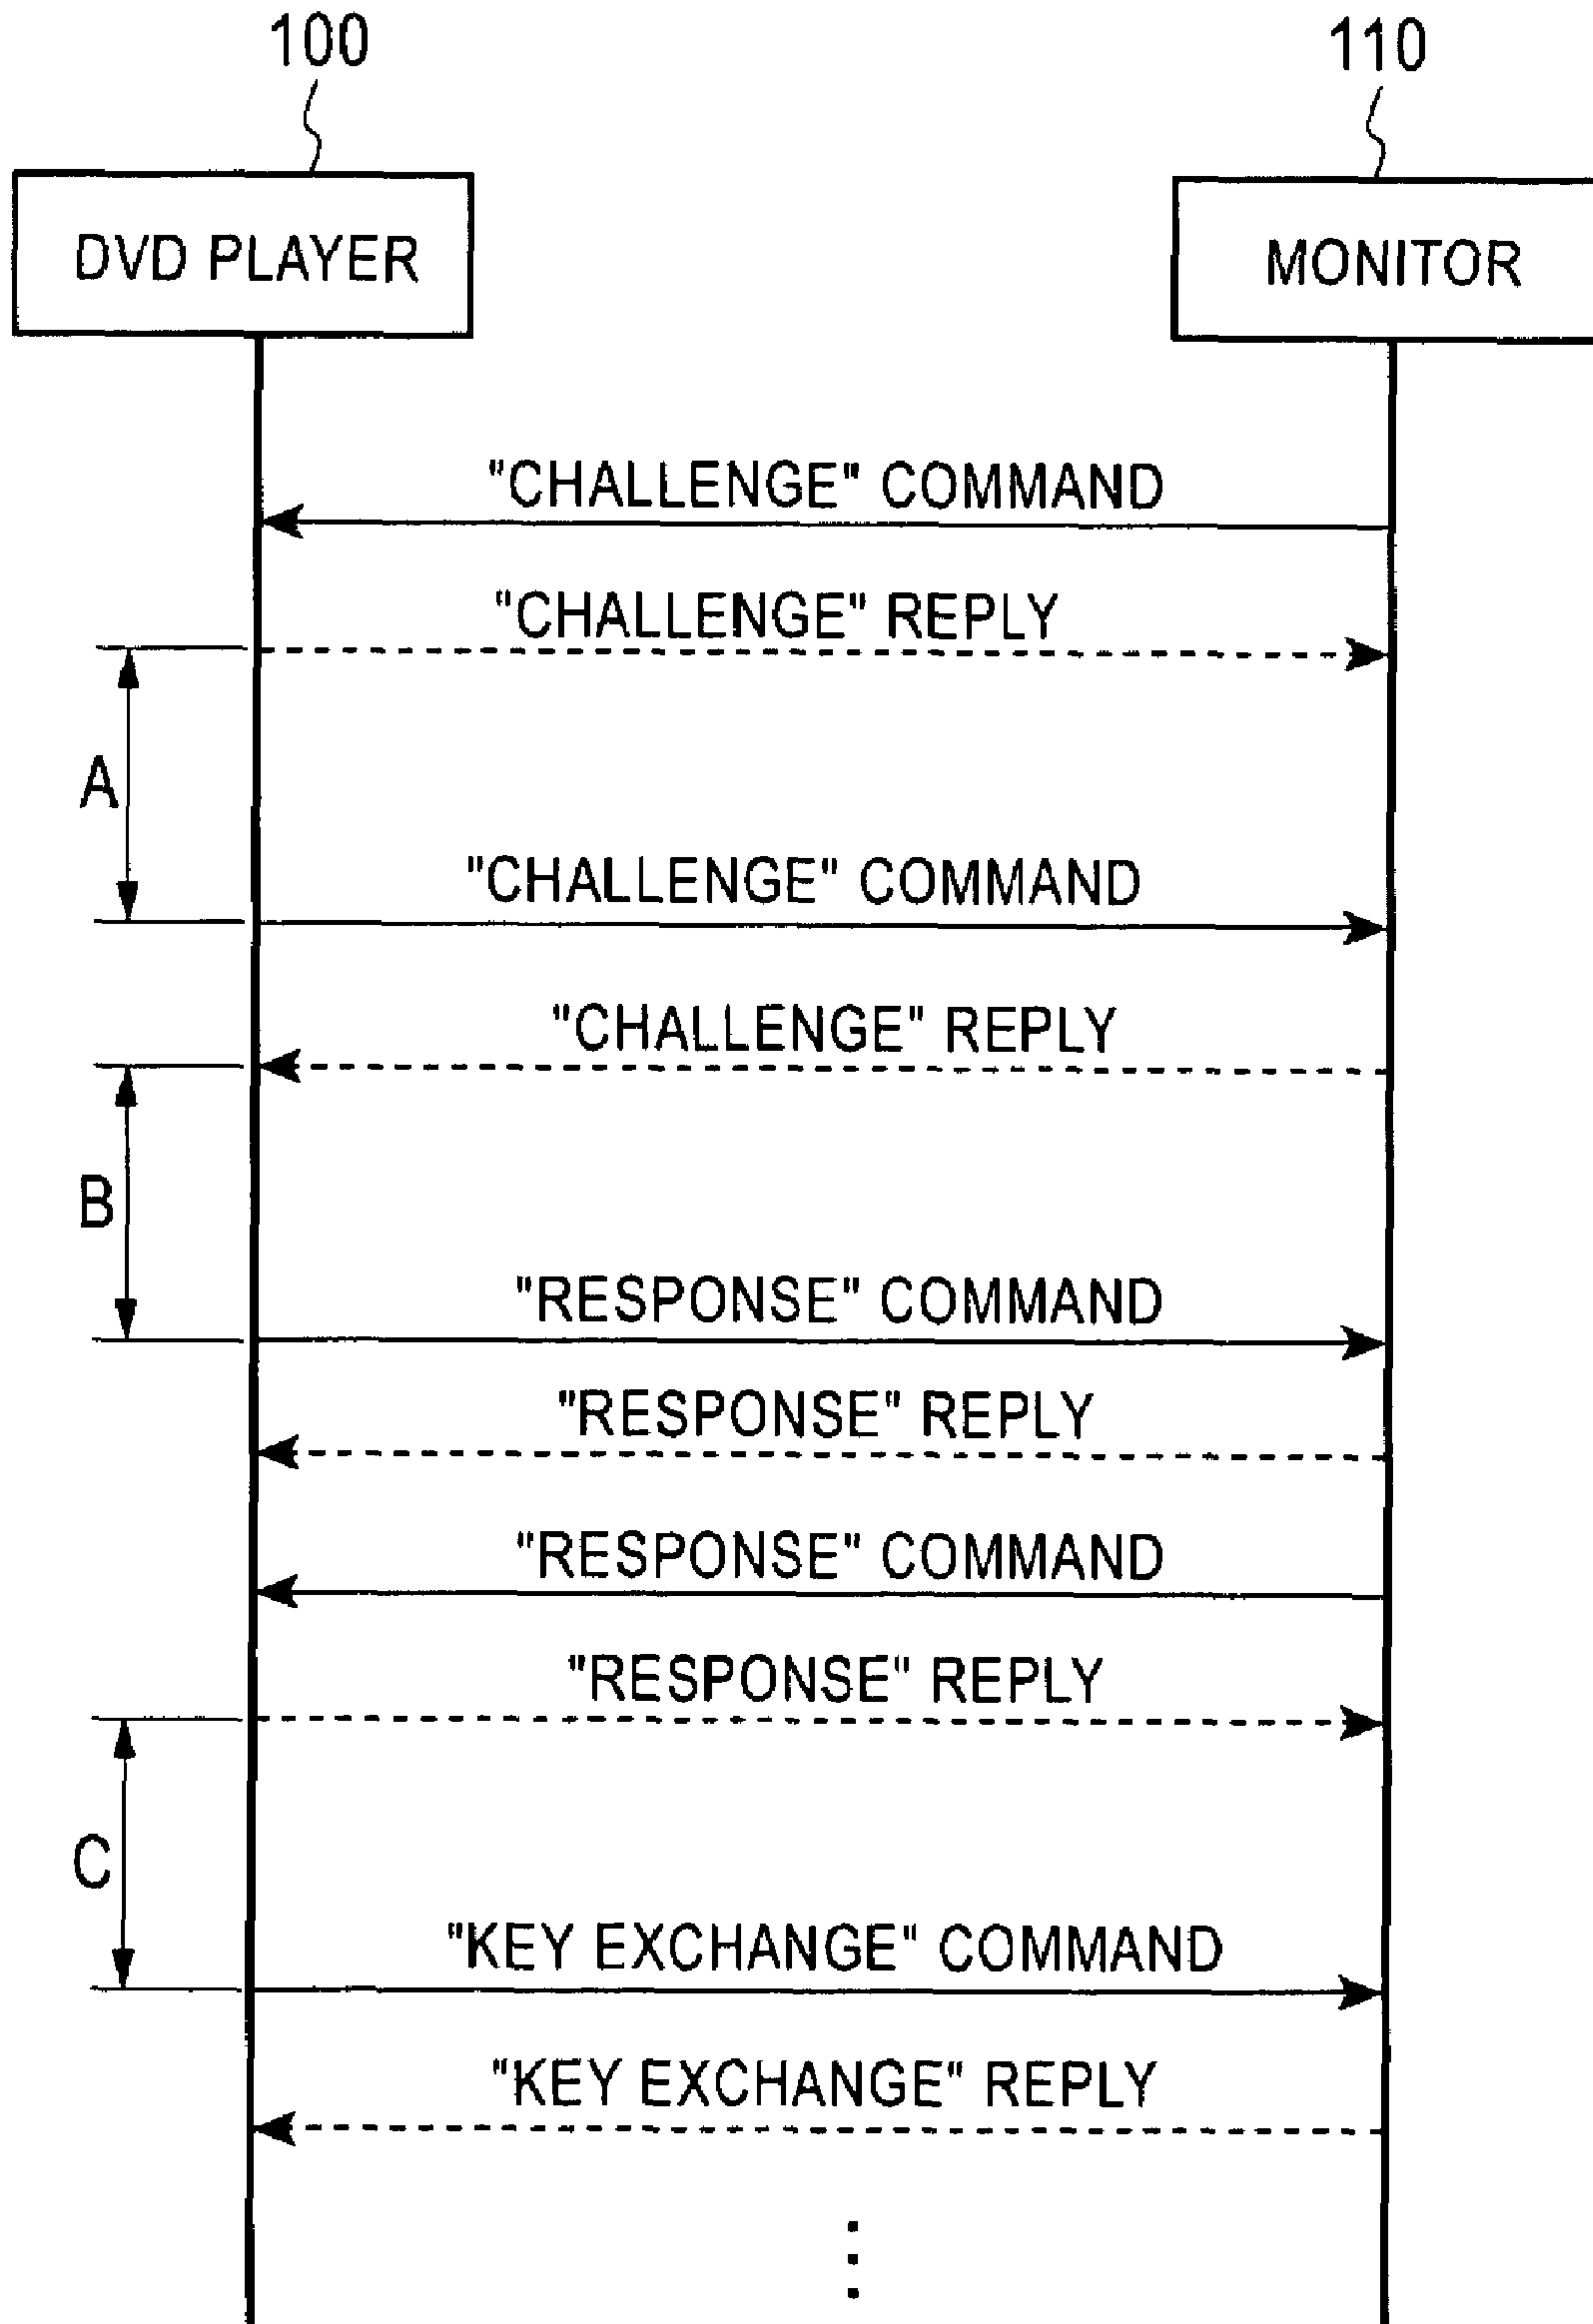 100
110
DVD PLAYER
MONITOR
"CHALLENGE" COMMAND
"CHALLENGE" REPLY
A
"CHALLENGE" COMMAND
"CHALLENGE" REPLY
B
"RESPONSE" COMMAND
"RESPONSE" REPLY
"RESPONSE" COMMAND
"RESPONSE" REPLY
C
"KEY EXCHANGE" COMMAND
"KEY EXCHANGE" REPLY